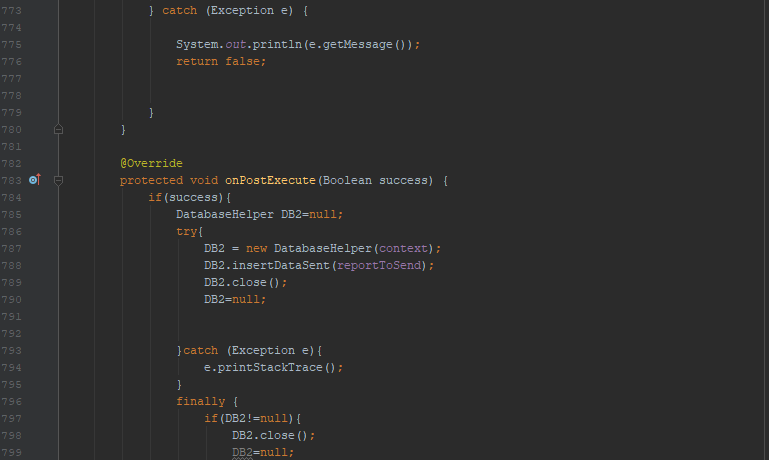 773 } catch (Exception e) {
774
775 System.out.println(e.getMessage());
776 return false;
777
778
779 }
780 }
781
782 @Override
783 protected void onPostExecute(Boolean success) {
784 if(success){
785 DatabaseHelper DB2=null;
786 try{
787 DB2 = new DatabaseHelper(context);
788 DB2.insertDataSent(reportToSend);
789 DB2.close();
790 DB2=null;
791
792
793 }catch (Exception e){
794 e.printStackTrace();
795 }
796 finally {
797 if(DB2!=null){
798 DB2.close();
799 DB2=null;